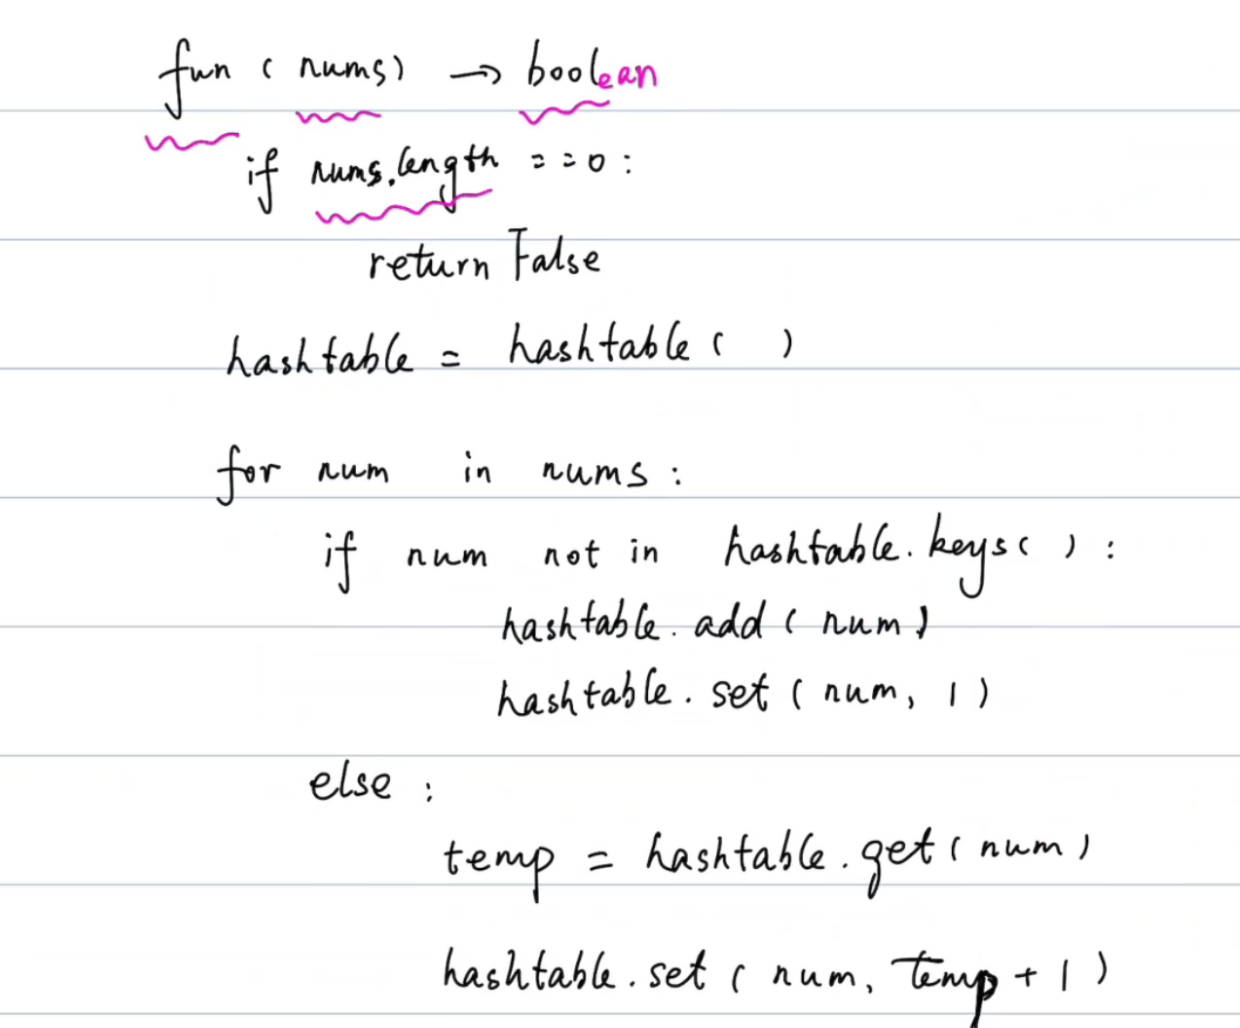 fun ( nums) → boolean
if nums.length == 0 :
return False
hashtable = hashtable ( )
for num in nums :
if num not in hashtable. keys ( ) :
hashtable. add ( num )
hashtable. set ( num, 1 )
else :
temp = hashtable. get ( num )
hashtable. set ( num, temp + 1 )